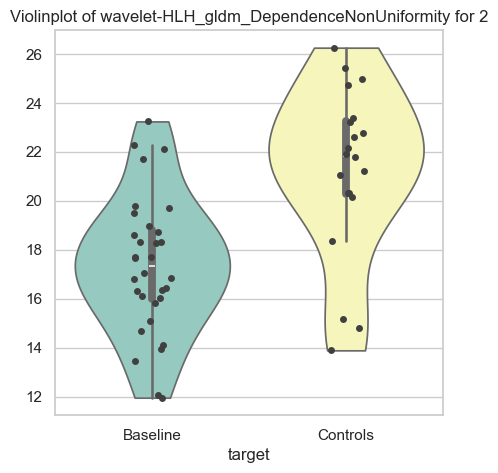 Violinplot of wavelet-HLH_gldm_DependenceNonUniformity for 2
26
24
22
20
18
16
14
12
Baseline
Controls
target